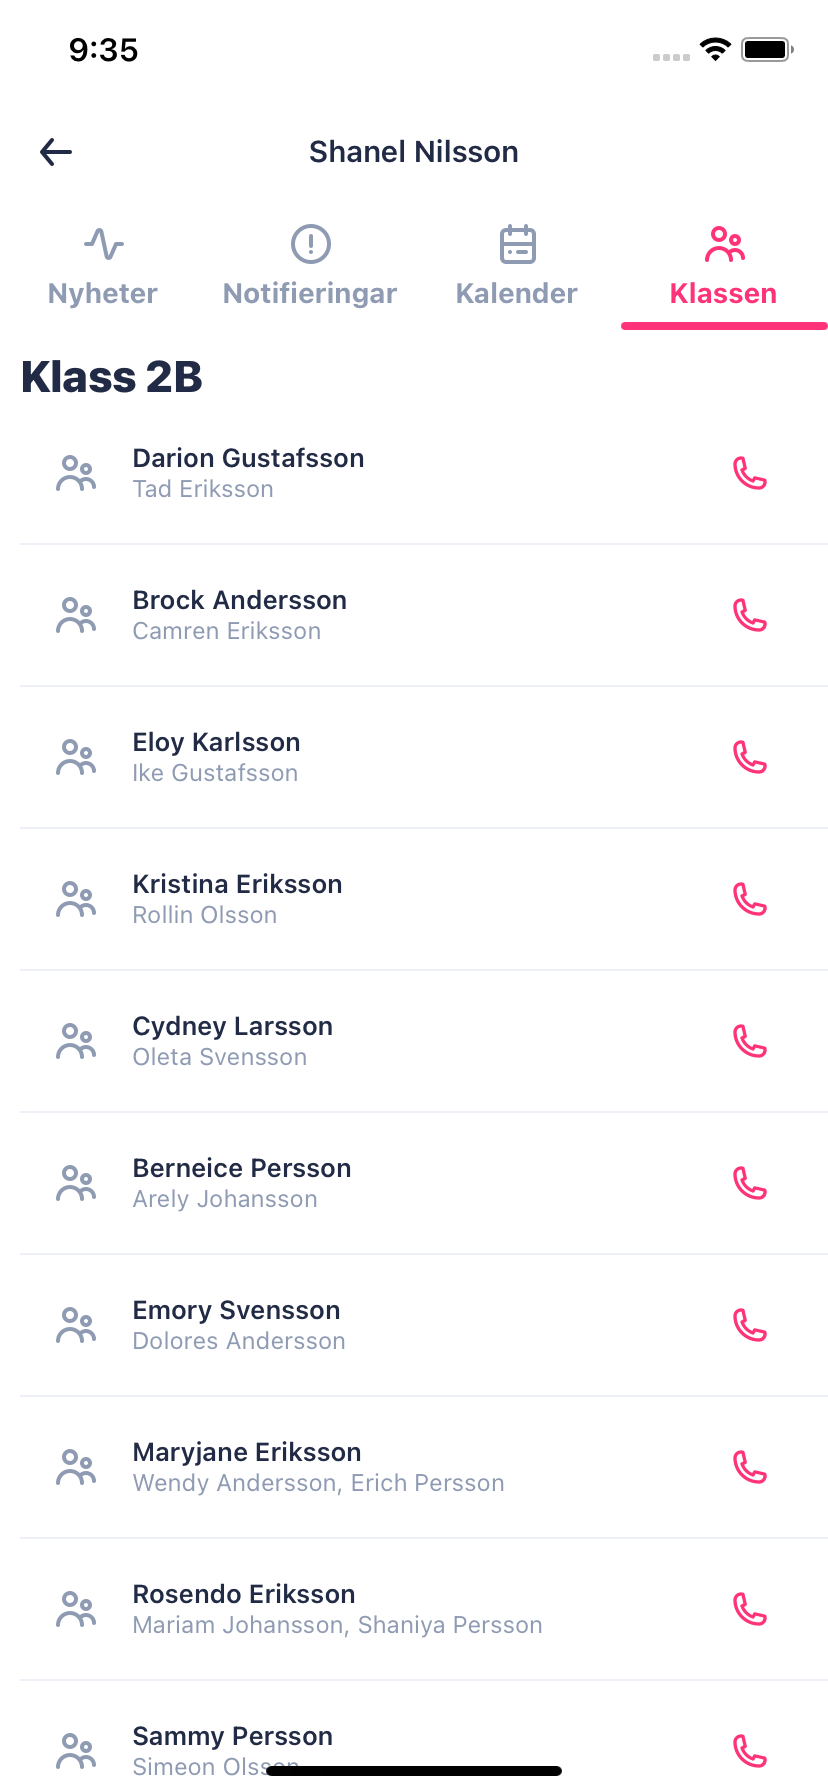 9:35
Shanel Nilsson
Nyheter Notifieringar Kalender Klassen
Klass 2B
Darion Gustafsson
Tad Eriksson
Brock Andersson
Camren Eriksson
Eloy Karlsson
Ike Gustafsson
Kristina Eriksson
Rollin Olsson
Cydney Larsson
Oleta Svensson
Berneice Persson
Arely Johansson
Emory Svensson
Dolores Andersson
Maryjane Eriksson
Wendy Andersson, Erich Persson
Rosendo Eriksson
Mariam Johansson, Shaniya Persson
Sammy Persson
Simeon Olsson